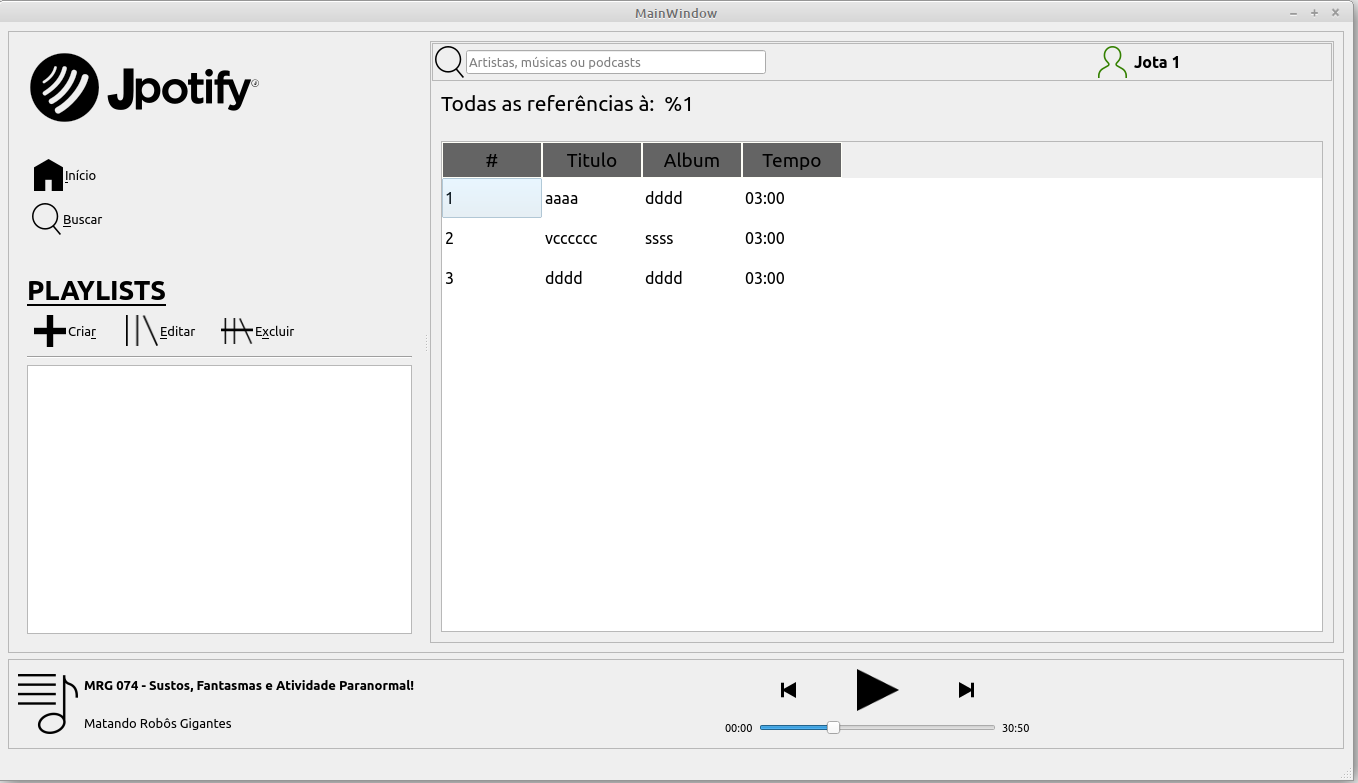 MainWindow
Jpotify
Artistas, músicas ou podcasts
Jota 1
Todas as referências à: %1
Início
Buscar
PLAYLISTS
Criar Editar Excluir
# Titulo Album Tempo
1 aaaa dddd 03:00
2 vcccccc ssss 03:00
3 dddd dddd 03:00
MRG 074 - Sustos, Fantasmas e Atividade Paranormal!
Matando Robôs Gigantes
00:00 30:50